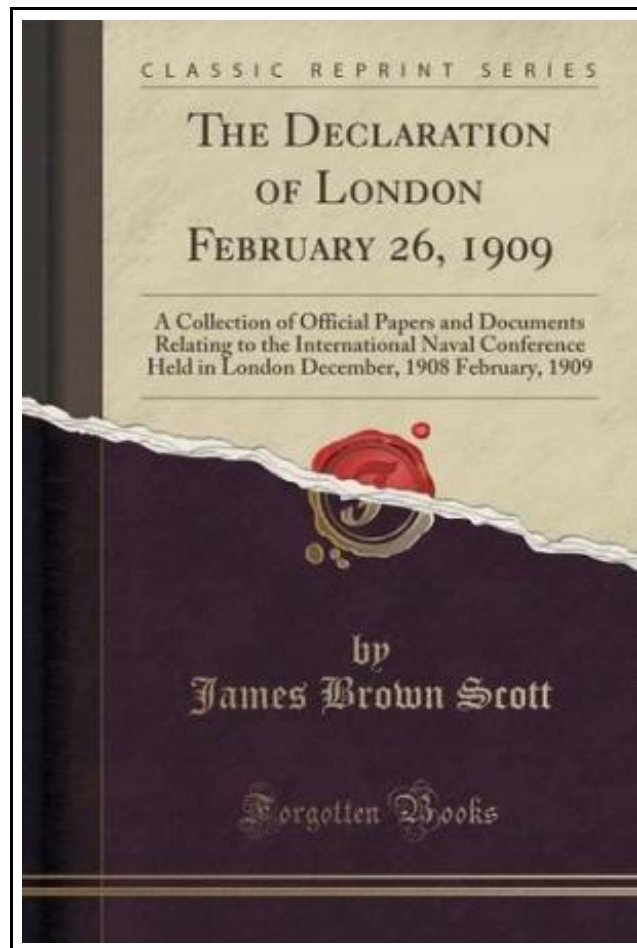 CLASSIC REPRINT SERIES
THE DECLARATION
OF LONDON
FEBRUARY 26, 1909
A Collection of Official Papers and Documents
Relating to the International Naval Conference
Held in London December, 1908 February, 1909
by
James Brown Scott
Forgotten Books